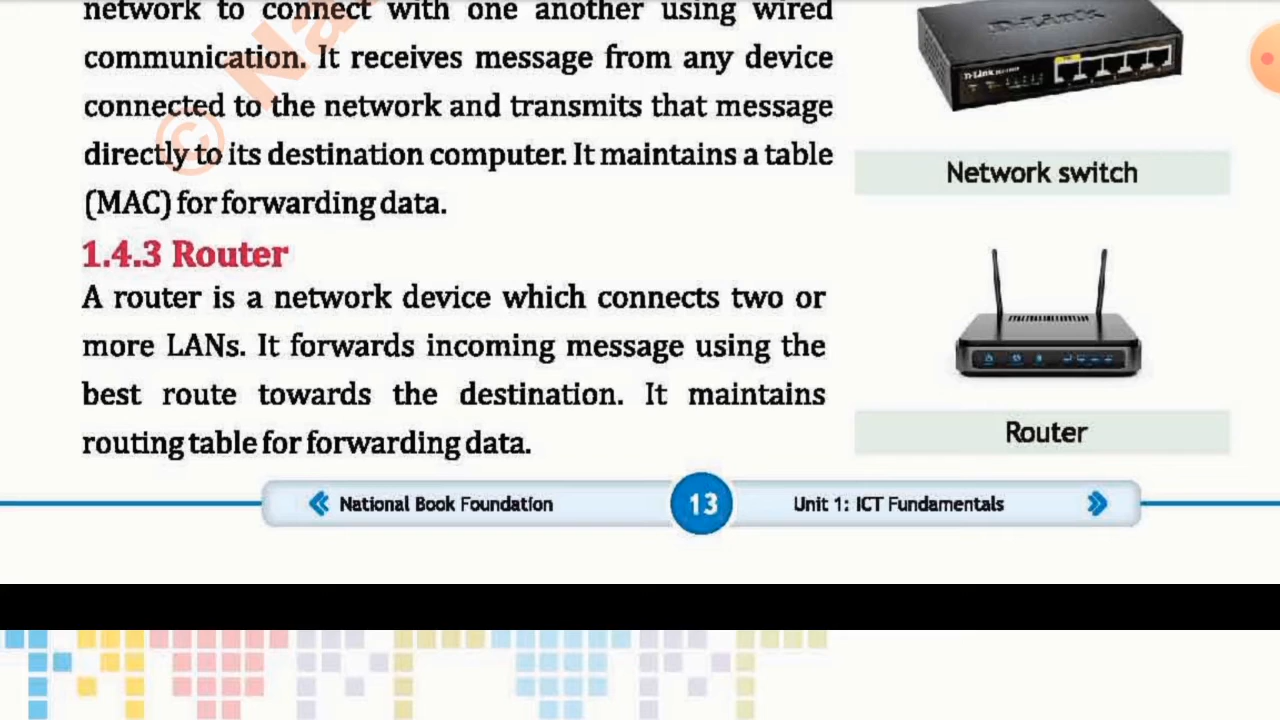 network to connect with one another using wired
communication. It receives message from any device
connected to the network and transmits that message
directly to its destination computer. It maintains a table
(MAC) for forwarding data.
D-Link
D-Link
Network switch
1.4.3 Router
A router is a network device which connects two or
more LANs. It forwards incoming message using the
best route towards the destination. It maintains
routing table for forwarding data.
Router
National Book Foundation
13
Unit 1: ICT Fundamentals
© Na